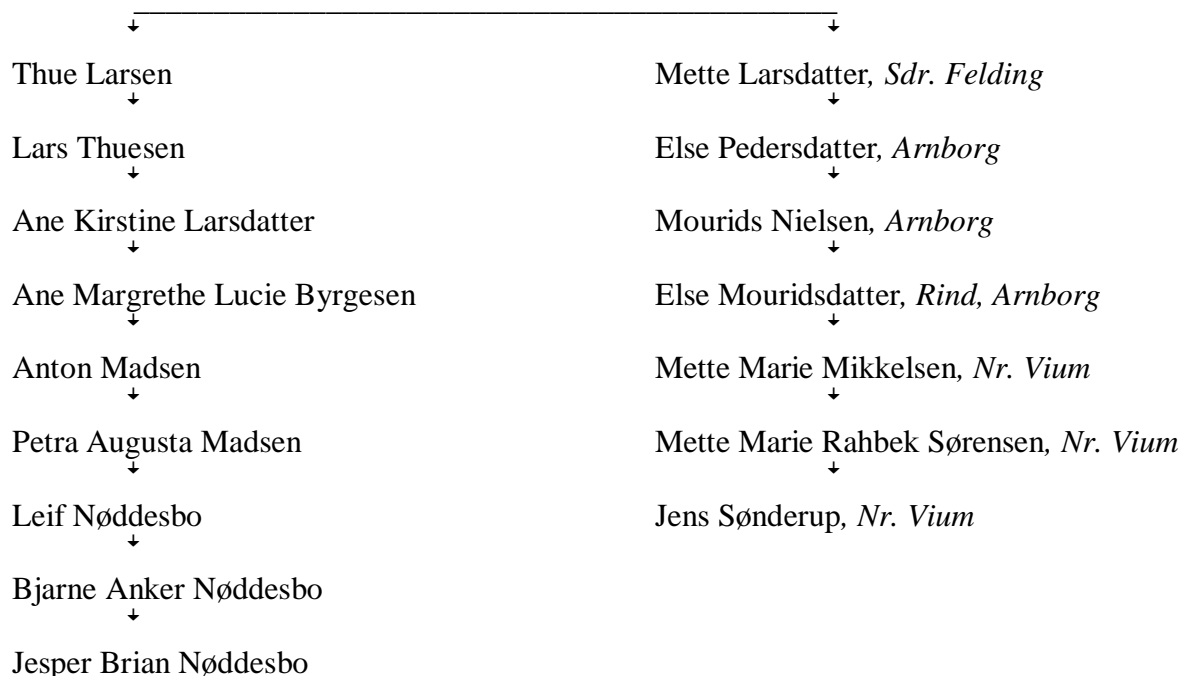 Thue Larsen Mette Larsdatter, Sdr. Felding
Lars Thuesen Else Pedersdatter, Arnborg
Ane Kirstine Larsdatter Mourids Nielsen, Arnborg
Ane Margrethe Lucie Byrgesen Else Mouridsdatter, Rind, Arnborg
Anton Madsen Mette Marie Mikkelsen, Nr. Vium
Petra Augusta Madsen Mette Marie Rahbek Sørensen, Nr. Vium
Leif Nøddesbo Jens Sønderup, Nr. Vium
Bjarne Anker Nøddesbo
Jesper Brian Nøddesbo